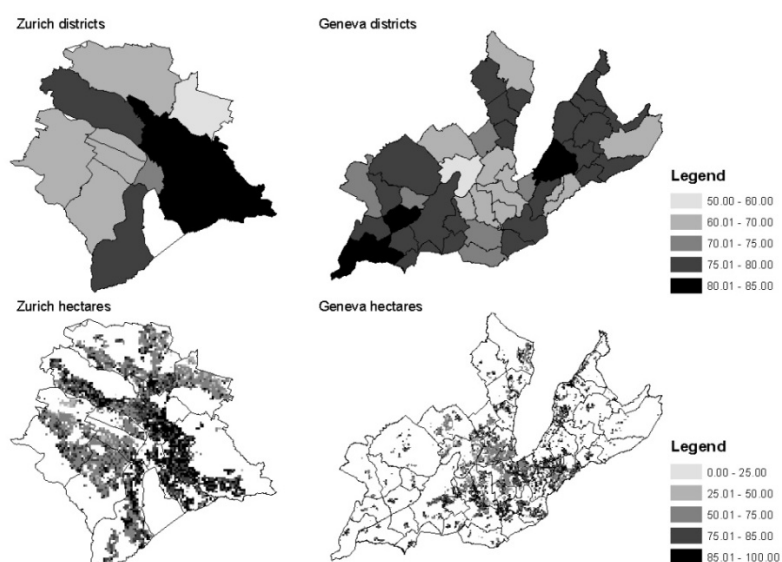 Zurich districts
Geneva districts
Legend
50.00 - 60.00
60.01 - 70.00
70.01 - 75.00
75.01 - 80.00
80.01 - 85.00
Zurich hectares
Geneva hectares
Legend
0.00 - 25.00
25.01 - 50.00
50.01 - 75.00
75.01 - 85.00
85.01 - 100.00